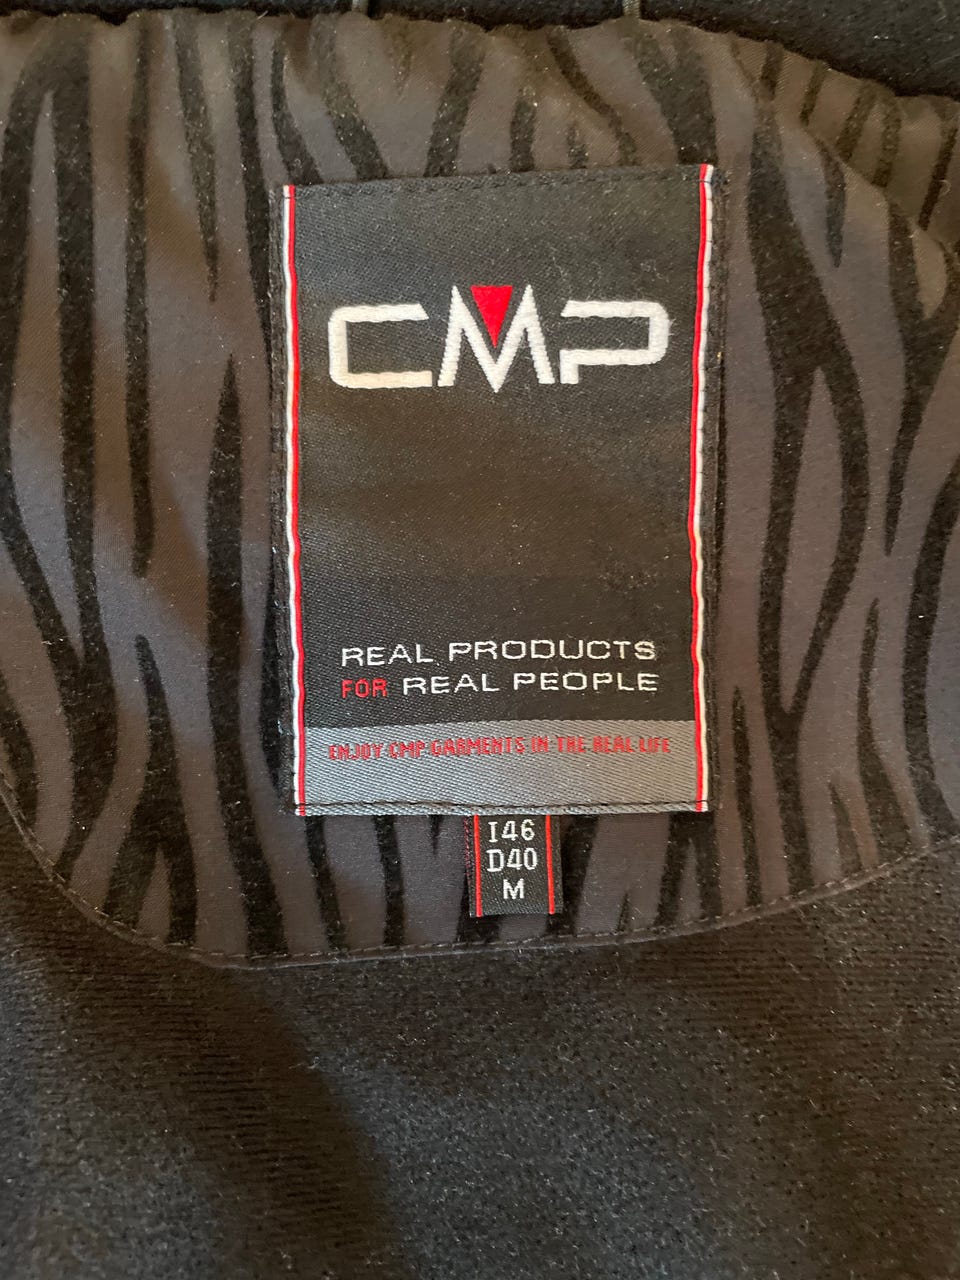 CMP
REAL PRODUCTS
FOR REAL PEOPLE
ENJOY CMP GARMENTS IN THE REAL LIFE
I46
D40
M